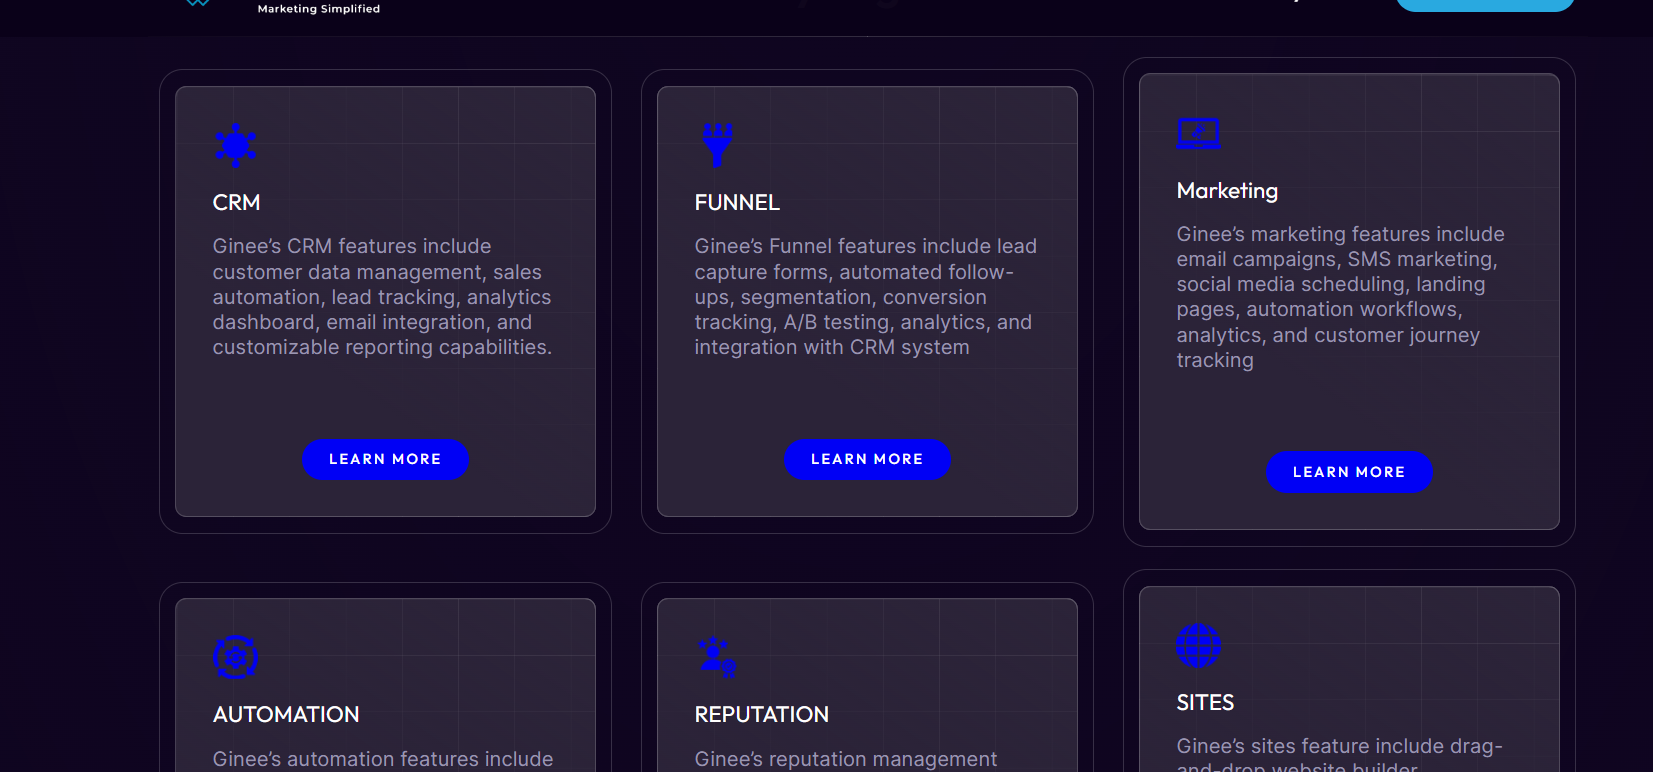 Marketing Simplified
CRM
Ginee’s CRM features include
customer data management, sales
automation, lead tracking, analytics
dashboard, email integration, and
customizable reporting capabilities.
LEARN MORE
FUNNEL
Ginee’s Funnel features include lead
capture forms, automated follow-
ups, segmentation, conversion
tracking, A/B testing, analytics, and
integration with CRM system
LEARN MORE
Marketing
Ginee’s marketing features include
email campaigns, SMS marketing,
social media scheduling, landing
pages, automation workflows,
analytics, and customer journey
tracking
LEARN MORE
AUTOMATION
Ginee’s automation features include
REPUTATION
Ginee’s reputation management
SITES
Ginee’s sites feature include drag-
and-drop website builder